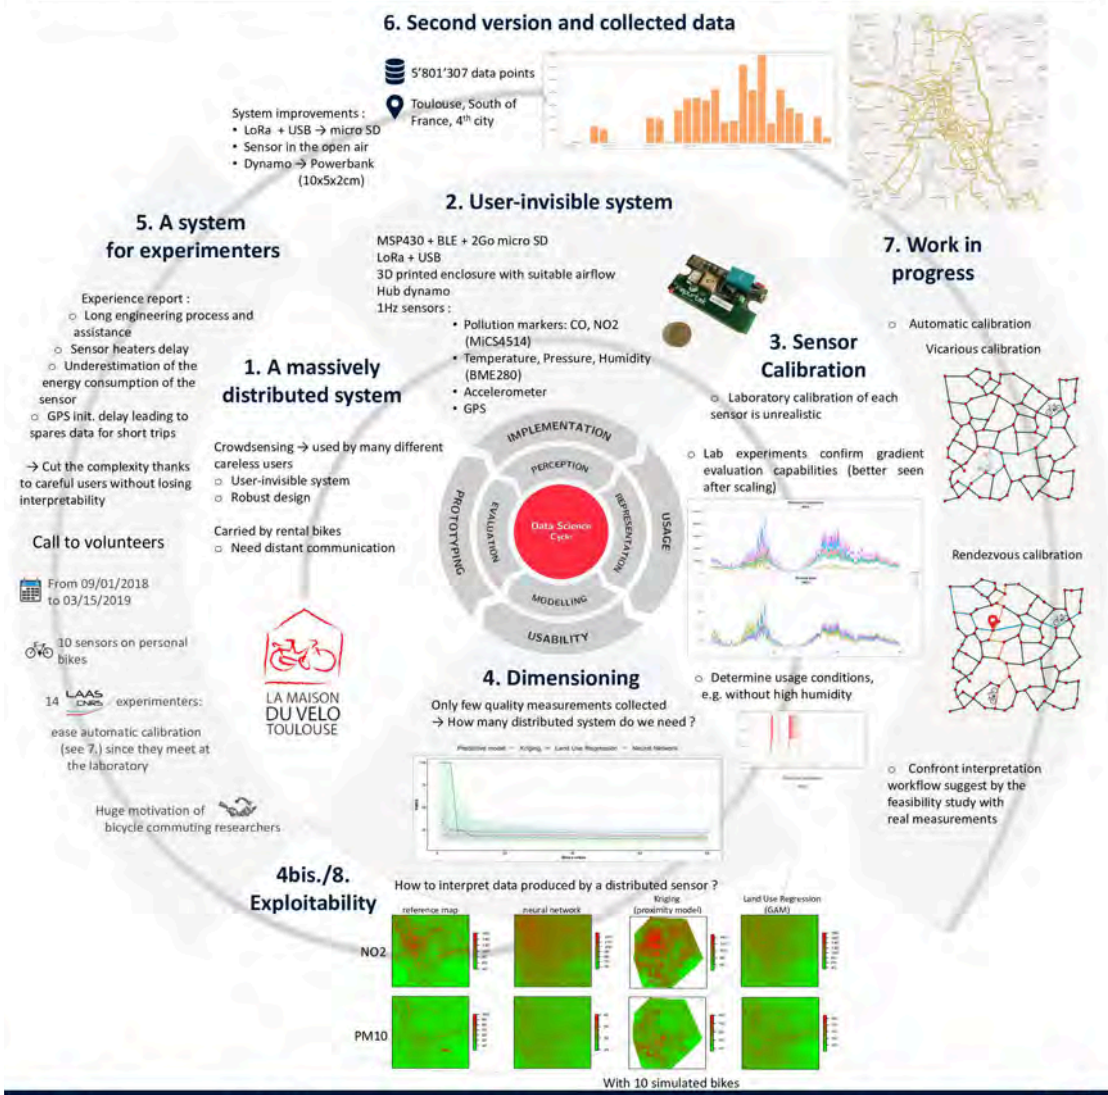 6. Second version and collected data
5'801'307 data points
Toulouse, South of
France, 4th city
System improvements :
• LoRa + USB → micro SD
• Sensor in the open air
• Dynamo → Powerbank
(10x5x2cm)
2. User-invisible system
MSP430 + BLE + 2Go micro SD
LoRa + USB
3D printed enclosure with suitable airflow
Hub dynamo
1Hz sensors :
• Pollution markers: CO, NO2
(MiCS4514)
• Temperature, Pressure, Humidity
(BME280)
• Accelerometer
• GPS
5. A system
for experimenters
Experience report :
o Long engineering process and
assistance
o Sensor heaters delay
o Underestimation of the
energy consumption of the
sensor
o GPS init. delay leading to
spares data for short trips
→ Cut the complexity thanks
to careful users without losing
interpretability
Call to volunteers
From 09/01/2018
to 03/15/2019
10 sensors on personal
bikes
14 LAAS CNRS experimenters:
ease automatic calibration
(see 7.) since they meet at
the laboratory
Huge motivation of
bicycle commuting researchers
1. A massively
distributed system
Crowdsensing → used by many different
careless users
o User-invisible system
o Robust design
Carried by rental bikes
o Need distant communication
LA MAISON
DU VELO
TOULOUSE
IMPLEMENTATION
USAGE
USABILITY
PROTOTYPING
PERCEPTION
REPRESENTATION
MODELLING
EVALUATION
Data Science
Cycle
3. Sensor
Calibration
o Laboratory calibration of each
sensor is unrealistic
o Lab experiments confirm gradient
evaluation capabilities (better seen
after scaling)
o Determine usage conditions,
e.g. without high humidity
7. Work in
progress
o Automatic calibration
Vicarious calibration
Rendezvous calibration
o Confront interpretation
workflow suggest by the
feasibility study with
real measurements
4. Dimensioning
Only few quality measurements collected
→ How many distributed system do we need ?
Predictive model — Kriging — Land Use Regression — Neural Network
4bis./8.
Exploitability
How to interpret data produced by a distributed sensor ?
reference map
neural network
Kriging
(proximity model)
Land Use Regression
(GAM)
NO2
PM10
With 10 simulated bikes